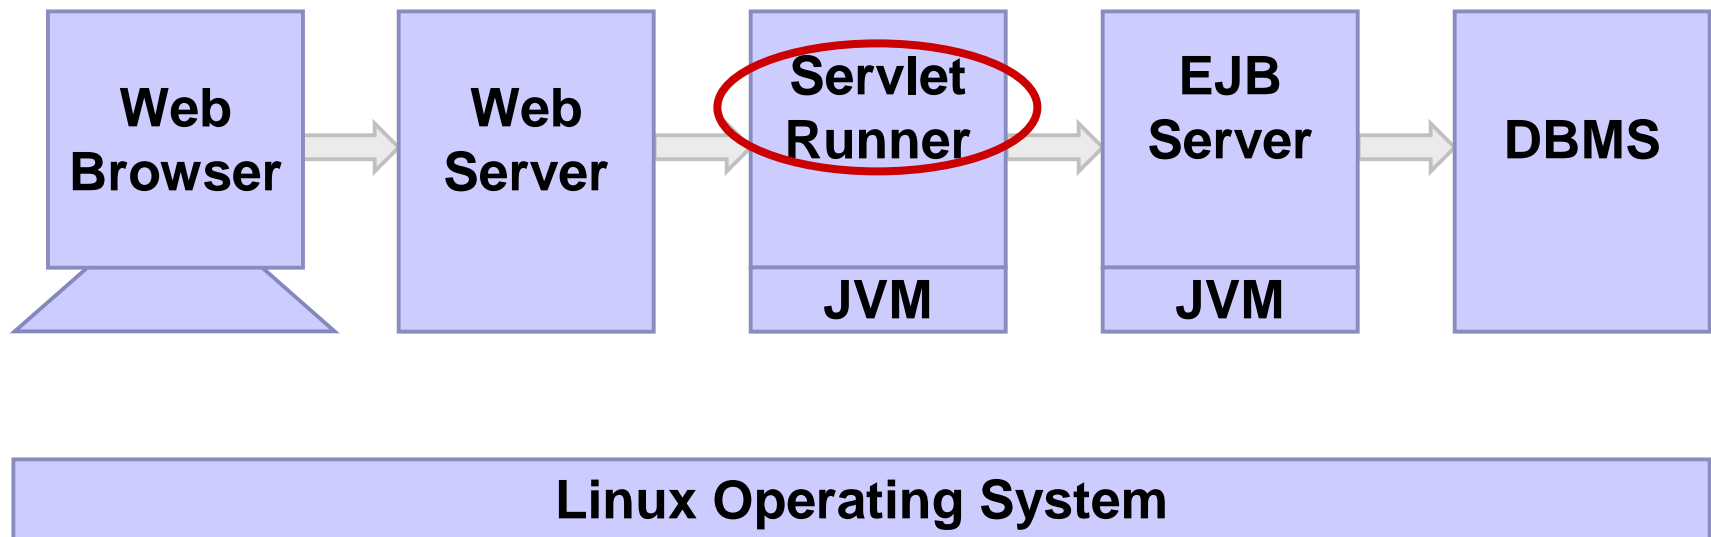 Web
Browser
Web
Server
Servlet
Runner
JVM
EJB
Server
JVM
DBMS
Linux Operating System